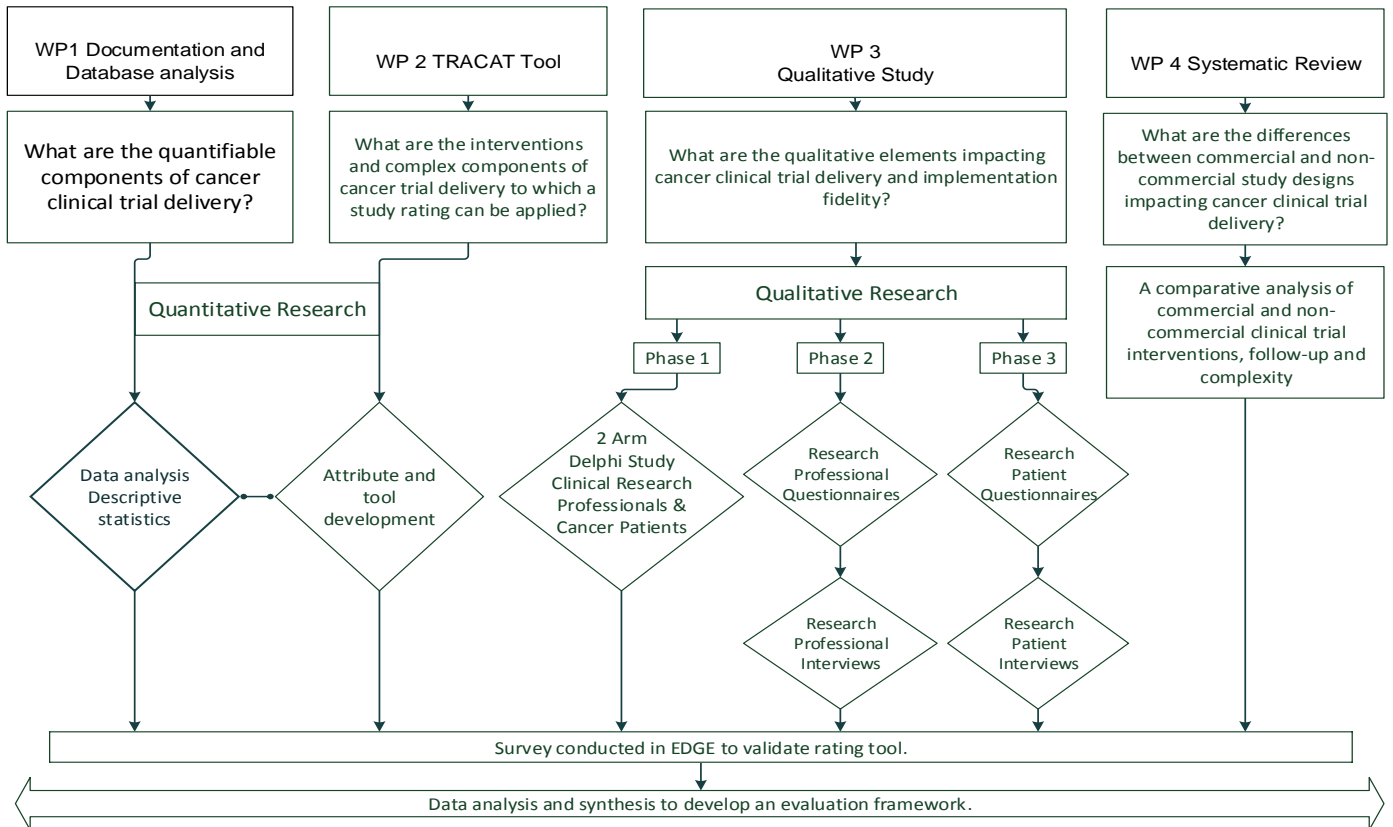 WP1 Documentation and
Database analysis
WP 2 TRACAT Tool
WP 3
Qualitative Study
WP 4 Systematic Review
What are the quantifiable
components of cancer
clinical trial delivery?
What are the interventions
and complex components of
cancer trial delivery to which a
study rating can be applied?
What are the qualitative elements impacting
cancer clinical trial delivery and implementation
fidelity?
What are the differences
between commercial and non-
commercial study designs
impacting cancer clinical trial
delivery?
Quantitative Research
Qualitative Research
A comparative analysis of
commercial and non-
commercial clinical trial
interventions, follow-up and
complexity
Phase 1
Phase 2
Phase 3
Data analysis
Descriptive
statistics
Attribute and
tool
development
2 Arm
Delphi Study
Clinical Research
Professionals &
Cancer Patients
Research
Professional
Questionnaires
Research
Patient
Questionnaires
Research
Professional
Interviews
Research
Patient
Interviews
Survey conducted in EDGE to validate rating tool.
Data analysis and synthesis to develop an evaluation framework.